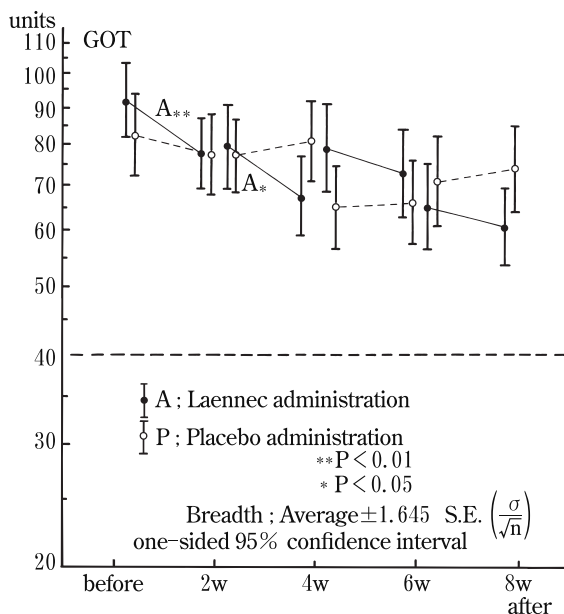 units
110
GOT
100
90
A**
80
70
A*
60
50
40
A ; Laennec administration
P ; Placebo administration
**P<0.01
30
* P<0.05
Breadth ; Average±1.645 S.E. (σ/√n)
one-sided 95% confidence interval
20
before 2w 4w 6w 8w
after